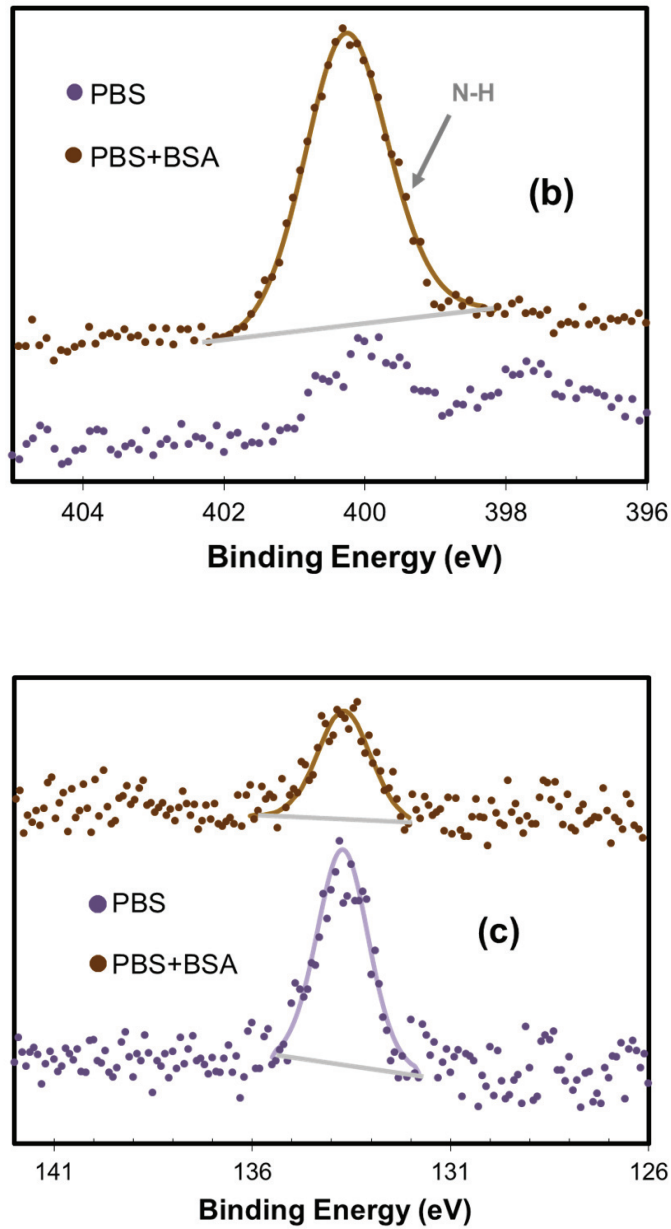 PBS
N-H
PBS+BSA
(b)
404 402 400 398 396
Binding Energy (eV)
PBS
PBS+BSA
(c)
141 136 131 126
Binding Energy (eV)